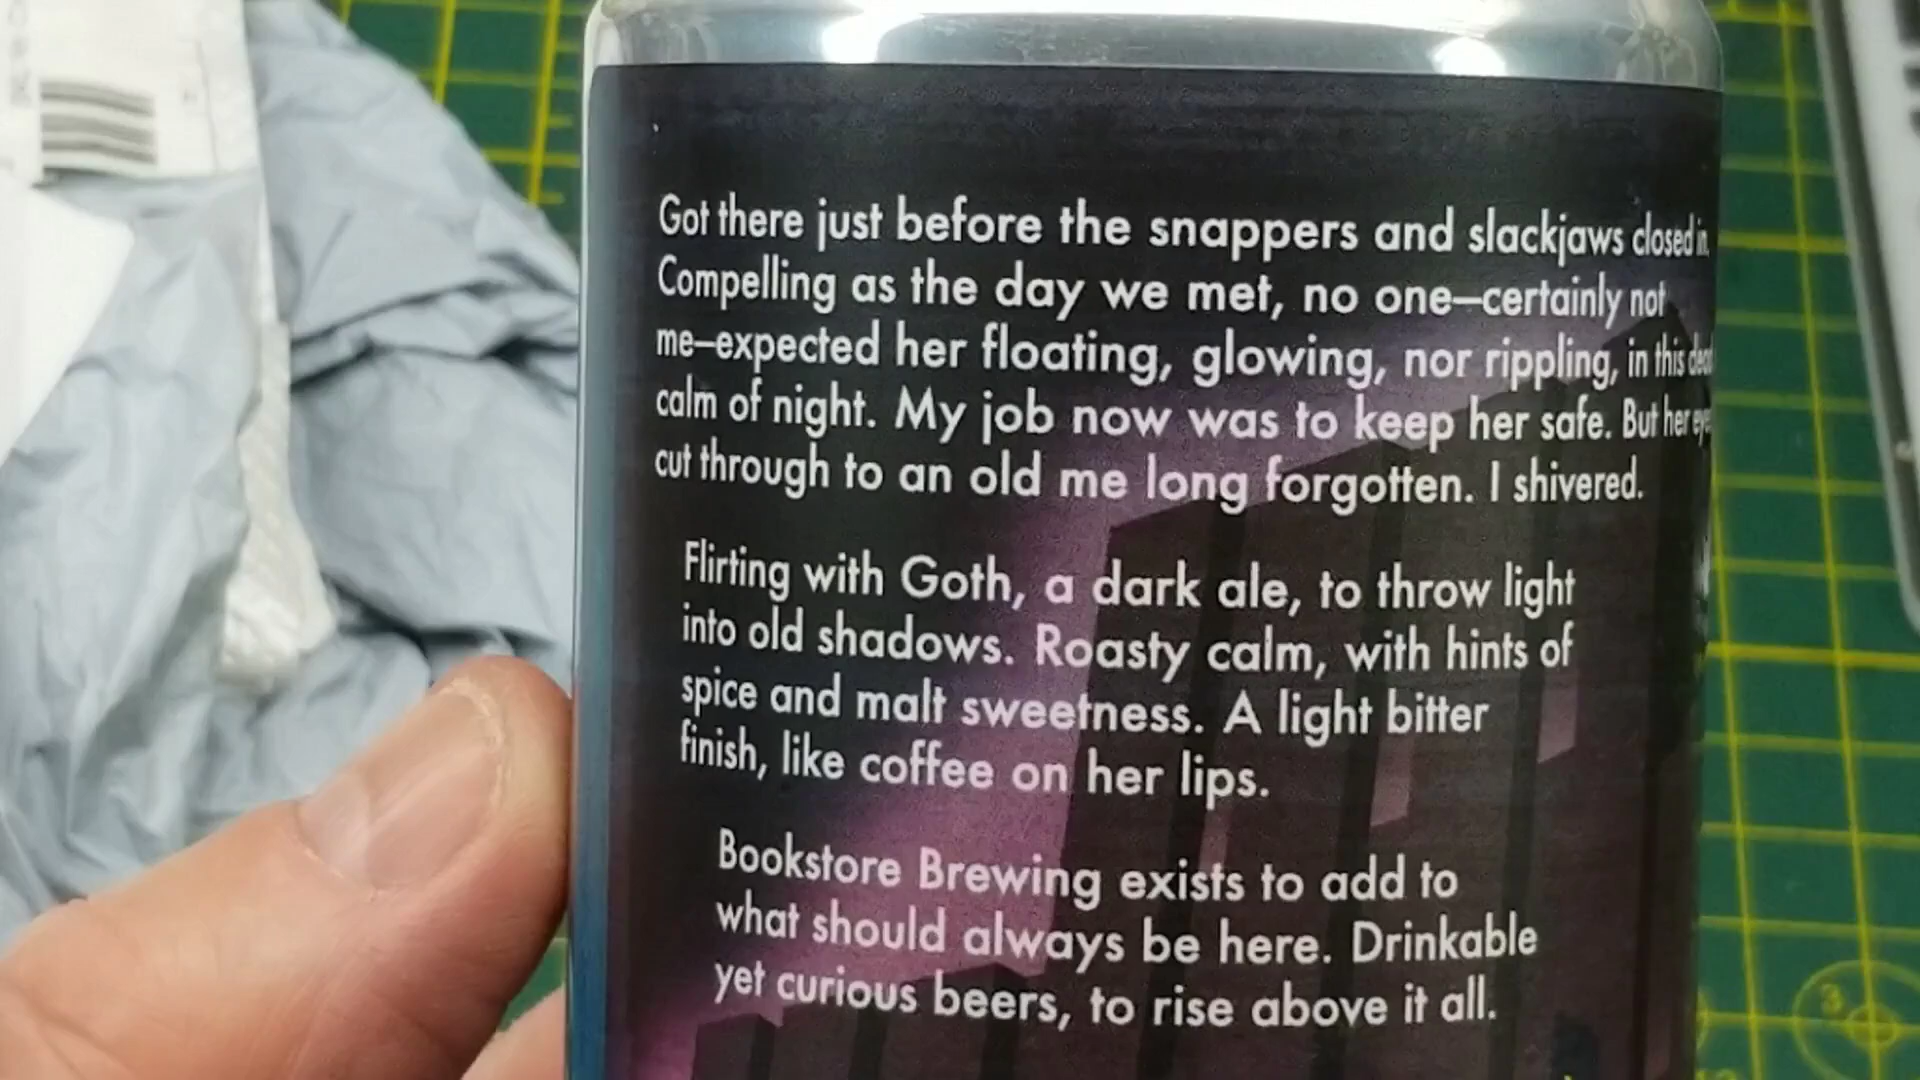 Got there just before the snappers and slackjaws closed in.
Compelling as the day we met, no one—certainly not
me—expected her floating, glowing, nor rippling, in this
calm of night. My job now was to keep her safe. But her
cut through to an old me long forgotten. I shivered.
Flirting with Goth, a dark ale, to throw light
into old shadows. Roasty calm, with hints of
spice and malt sweetness. A light bitter
finish, like coffee on her lips.
Bookstore Brewing exists to add to
what should always be here. Drinkable
yet curious beers, to rise above it all.
3